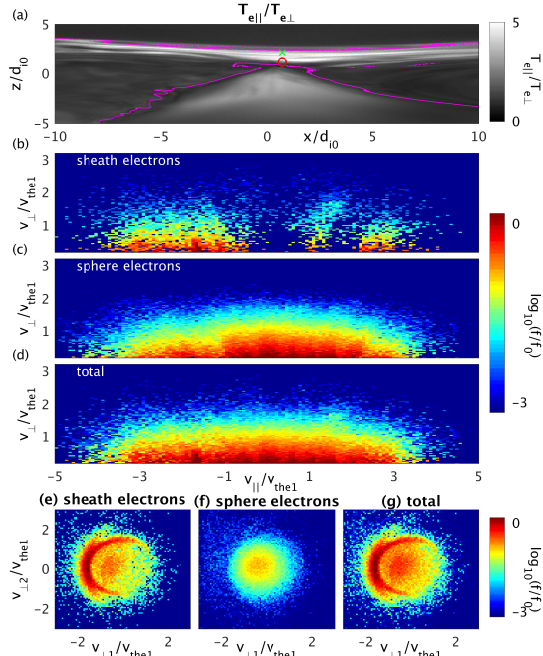 (a) T_e||/T_e⊥
5
0
-5
z/d_i0
-10 -5 0 5 10
x/d_i0
5
0
T_e||/T_e⊥
(b)
sheath electrons
3
2
1
v_⊥/v_the1
(c)
sphere electrons
3
2
1
v_⊥/v_the1
(d)
total
3
2
1
v_⊥/v_the1
-5 -3 -1 1 3 5
v_||/v_the1
0
-3
log_10(f/f_0)
(e) sheath electrons (f) sphere electrons (g) total
2
0
-2
v_⊥2/v_the1
-2 2 -2 2 -2 2
v_⊥1/v_the1 v_⊥1/v_the1 v_⊥1/v_the1
0
-3
log_10(f/f_0)